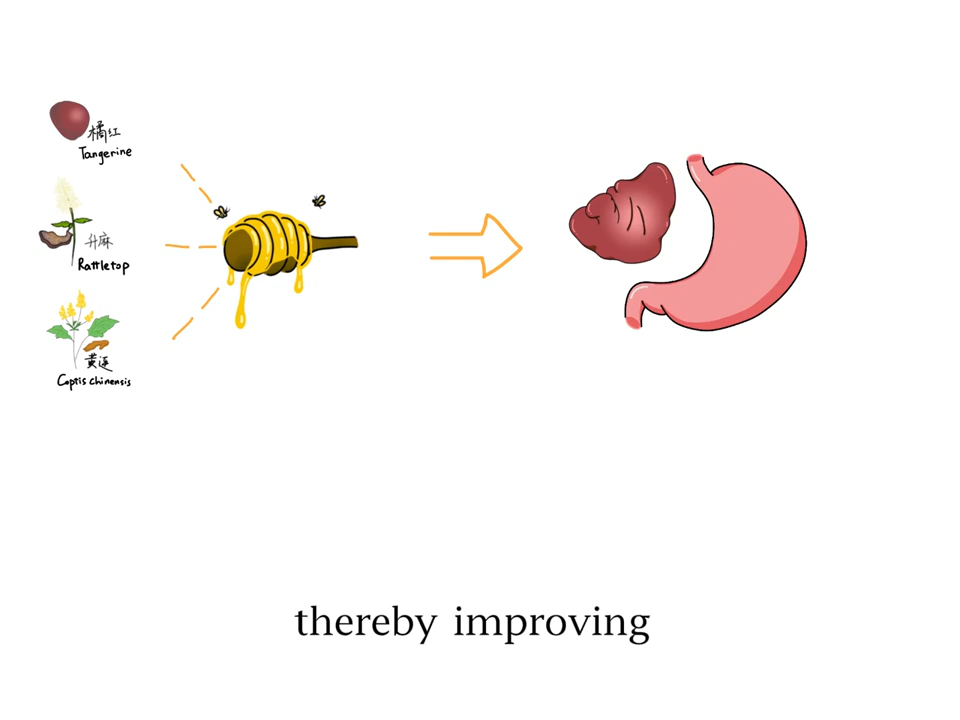 橘红
Tangerine
升麻
Rattletop
黄连
Coptis chinensis
thereby improving